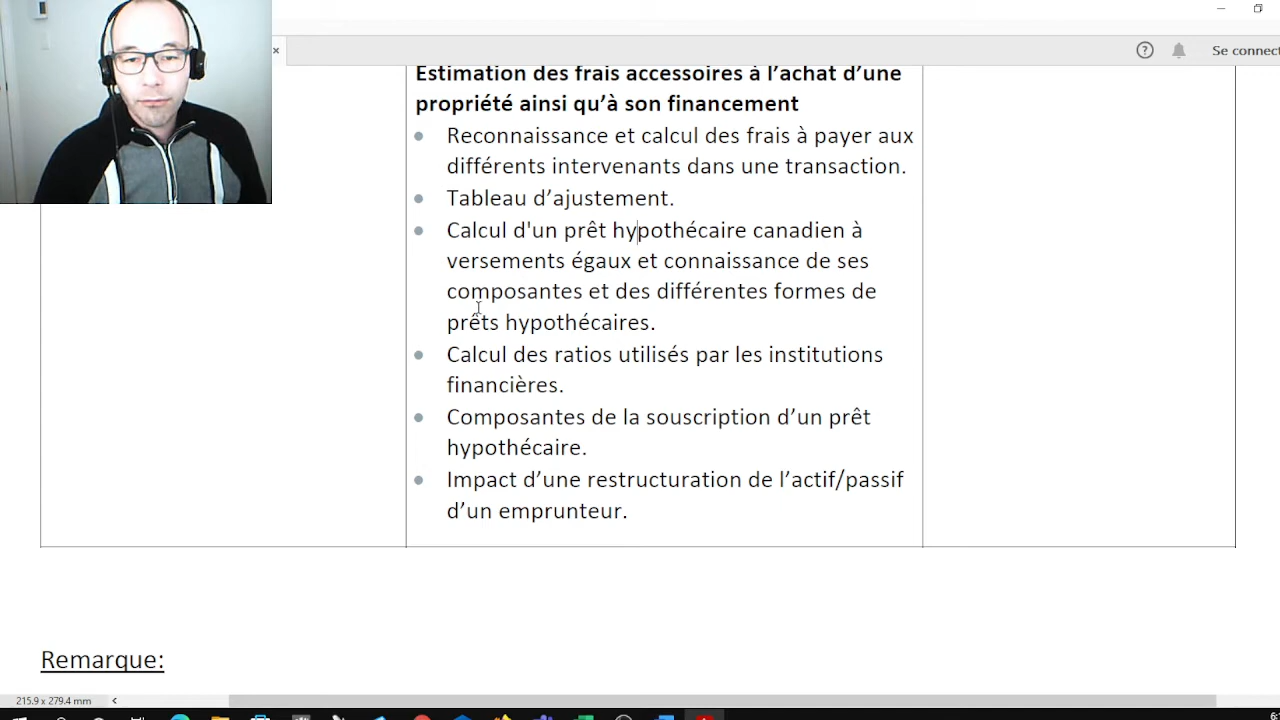 Se connect
Estimation des frais accessoires à l’achat d’une
propriété ainsi qu’à son financement
Reconnaissance et calcul des frais à payer aux
différents intervenants dans une transaction.
Tableau d’ajustement.
Calcul d'un prêt hypothécaire canadien à
versements égaux et connaissance de ses
composantes et des différentes formes de
prêts hypothécaires.
Calcul des ratios utilisés par les institutions
financières.
Composantes de la souscription d’un prêt
hypothécaire.
Impact d’une restructuration de l’actif/passif
d’un emprunteur.
Remarque:
215.9 x 279.4 mm